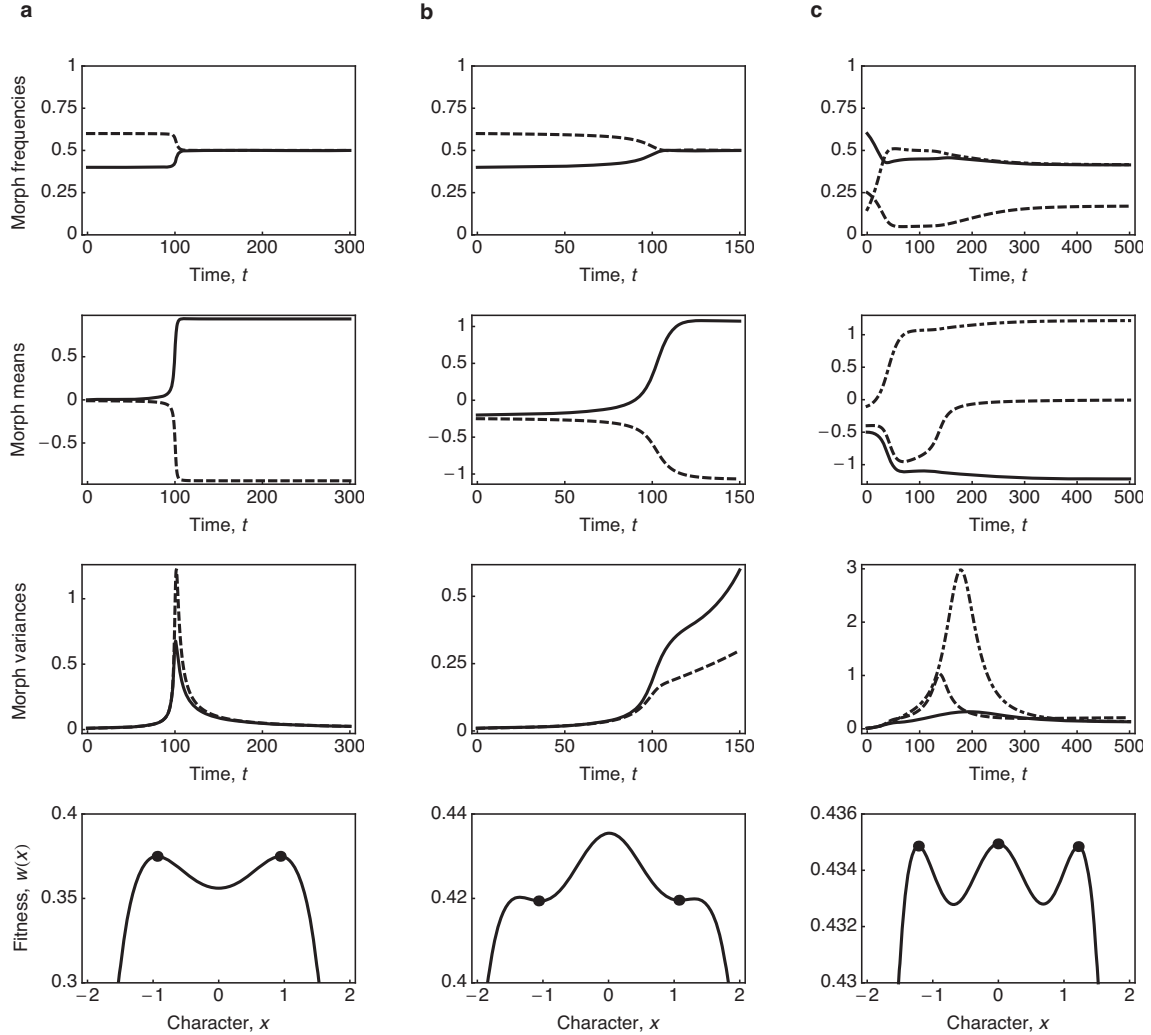 a b c
Morph frequencies
1 1 1
0.75 0.75 0.75
0.5 0.5 0.5
0.25 0.25 0.25
0 0 0
0 100 200 300 0 50 100 150 0 100 200 300 400 500
Time, t Time, t Time, t
Morph means
0.5 1 1
0 0.5 0.5
−0.5 0 0
−0.5 −0.5
−1 −1
0 100 200 300 0 50 100 150 0 100 200 300 400 500
Time, t Time, t Time, t
Morph variances
1 0.5 3
0.5 0.25 2
0 0 1
0
0 100 200 300 0 50 100 150 0 100 200 300 400 500
Time, t Time, t Time, t
Fitness, w(x)
0.4 0.44 0.436
0.35 0.42 0.434
0.3 0.4 0.432
0.43
−2 −1 0 1 2 −2 −1 0 1 2 −2 −1 0 1 2
Character, x Character, x Character, x